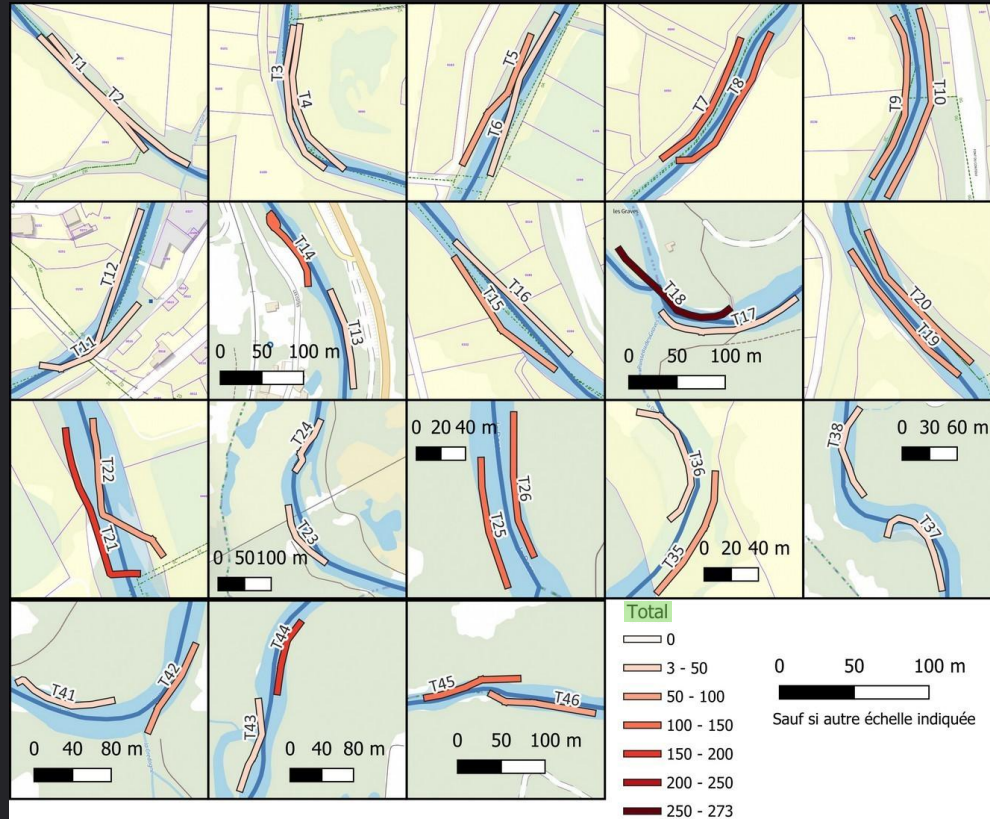 T1
T2
T3
T4
T5
T6
T7
T8
T9
T10
T12
T11
T14
T13
0 50 100 m
T16
T15
les Graves
T18
T17
0 50 100 m
T20
T19
T22
T21
T24
T23
0 50 100 m
0 20 40 m
T26
T25
T36
T35
0 20 40 m
T38
0 30 60 m
T37
T41
T42
0 40 80 m
T44
T43
0 40 80 m
T45
T46
0 50 100 m
Total
0
3 - 50
50 - 100
100 - 150
150 - 200
200 - 250
250 - 273
0 50 100 m
Sauf si autre échelle indiquée